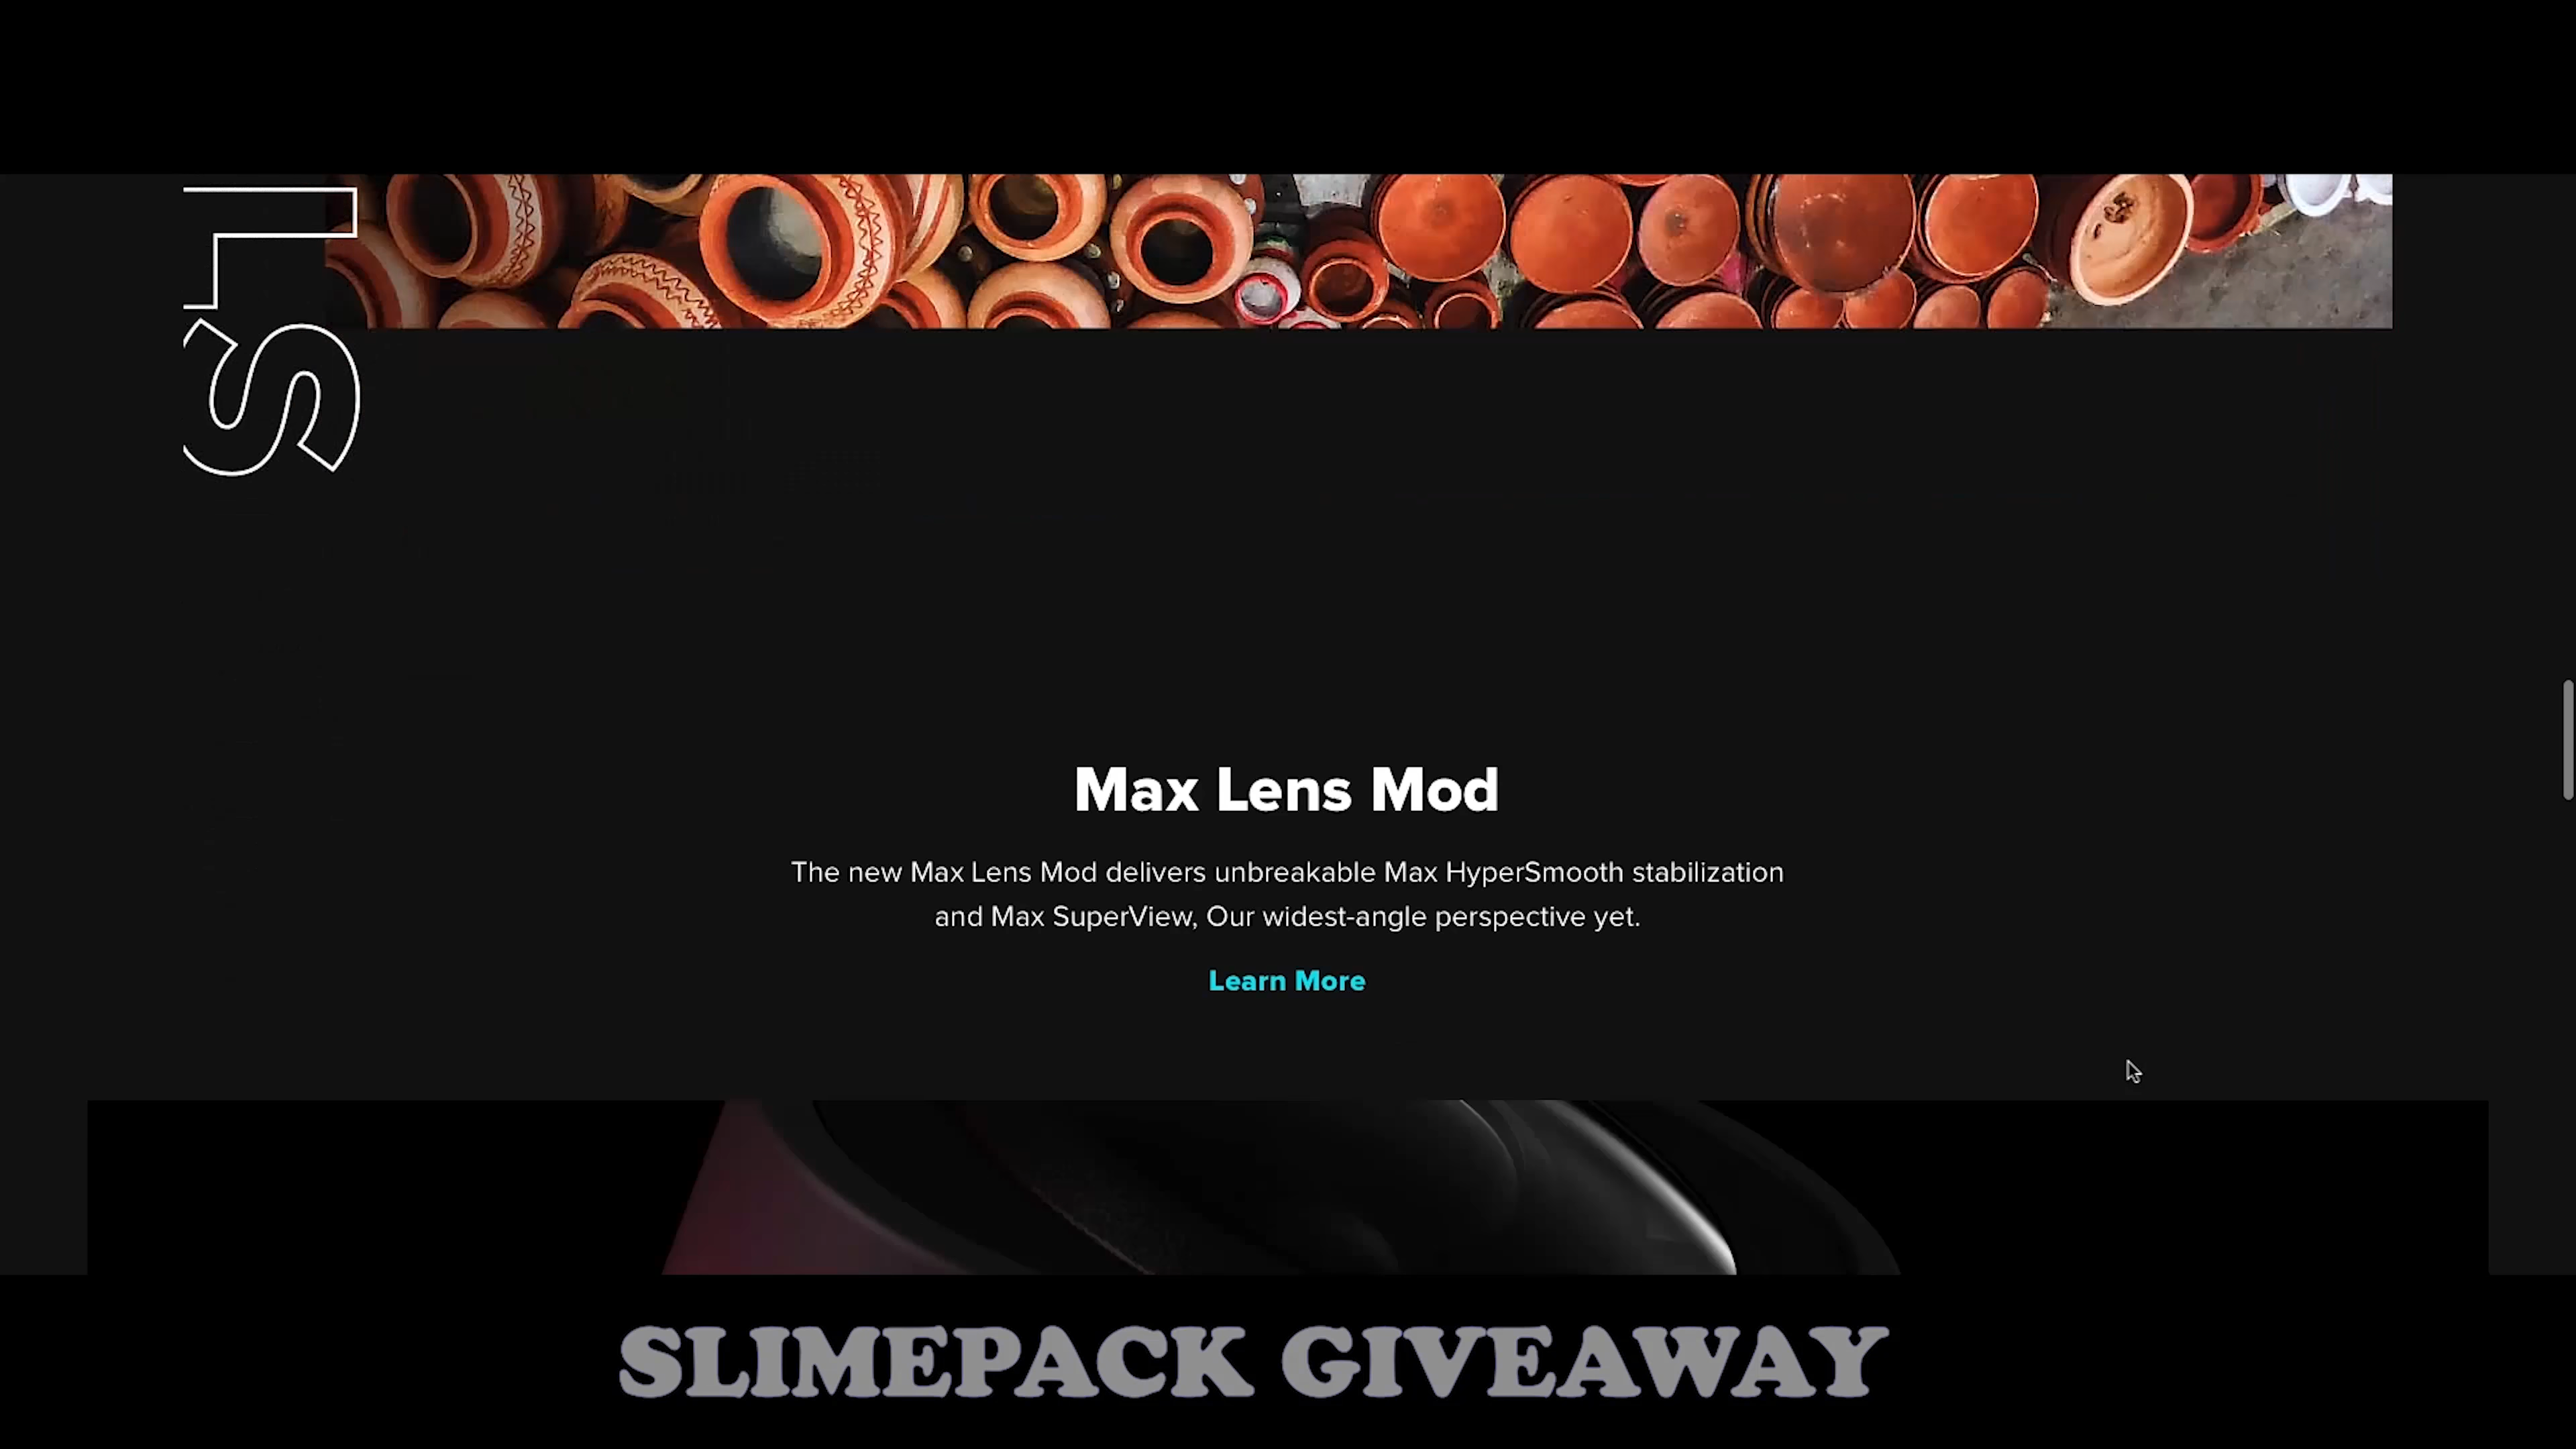 LS
Max Lens Mod
The new Max Lens Mod delivers unbreakable Max HyperSmooth stabilization
and Max SuperView, Our widest-angle perspective yet.
Learn More
SLIMEPACK GIVEAWAY